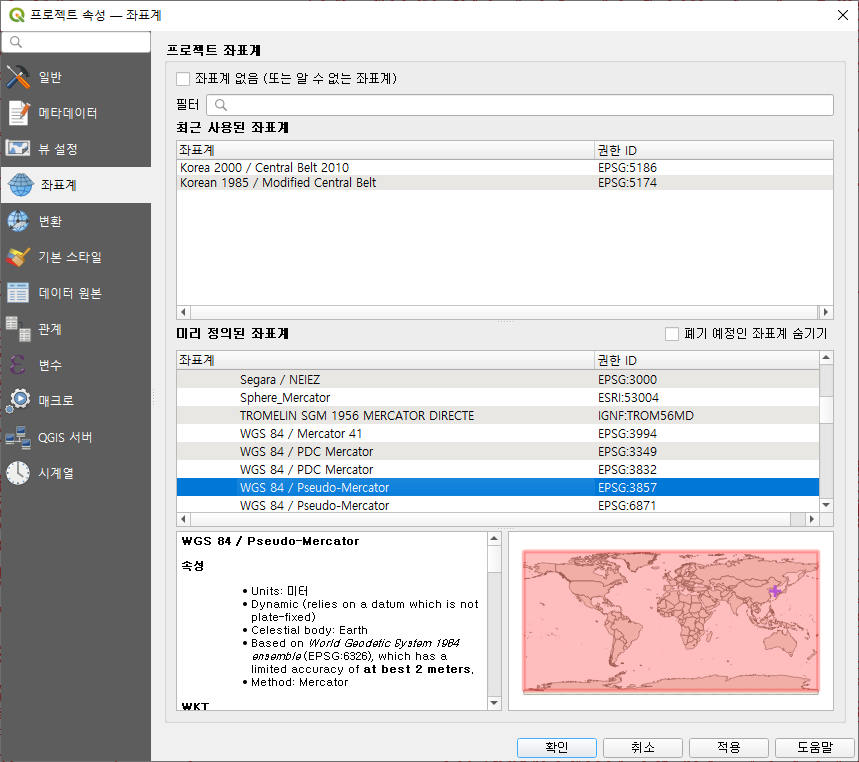 프로젝트 속성 — 좌표계
일반
메타데이터
뷰 설정
좌표계
변환
기본 스타일
데이터 원본
관계
변수
매크로
QGIS 서버
시계열
프로젝트 좌표계
좌표계 없음 (또는 알 수 없는 좌표계)
필터
최근 사용된 좌표계
좌표계 권한 ID
Korea 2000 / Central Belt 2010 EPSG:5186
Korean 1985 / Modified Central Belt EPSG:5174
미리 정의된 좌표계 폐기 예정인 좌표계 숨기기
좌표계 권한 ID
Segara / NEIEZ EPSG:3000
Sphere_Mercator ESRI:53004
TROMELIN SGM 1956 MERCATOR DIRECTE IGNF:TROM56MD
WGS 84 / Mercator 41 EPSG:3994
WGS 84 / PDC Mercator EPSG:3349
WGS 84 / PDC Mercator EPSG:3832
WGS 84 / Pseudo-Mercator EPSG:3857
WGS 84 / Pseudo-Mercator EPSG:6871
WGS 84 / Pseudo-Mercator
속성
• Units: 미터
• Dynamic (relies on a datum which is not
plate-fixed)
• Celestial body: Earth
• Based on World Geodetic System 1984
ensemble (EPSG:6326), which has a
limited accuracy of at best 2 meters.
• Method: Mercator
WKT
확인 취소 적용 도움말